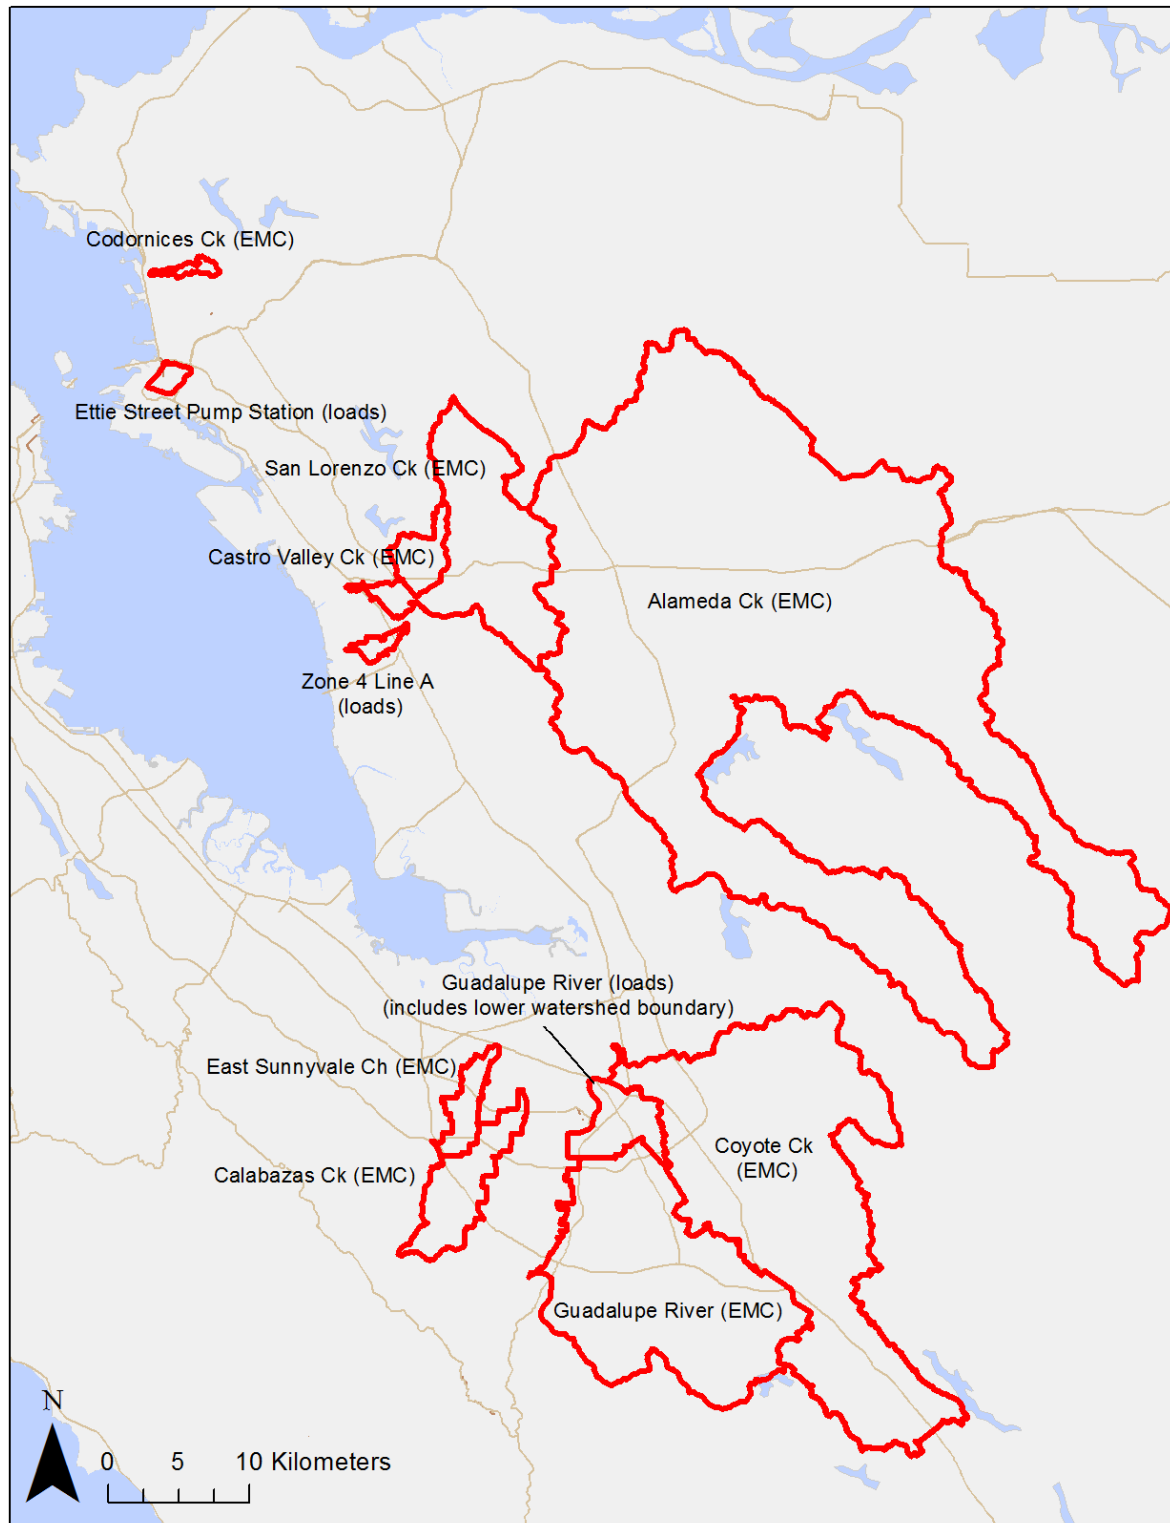 Codornices Ck (EMC)
Ettie Street Pump Station (loads)
San Lorenzo Ck (EMC)
Castro Valley Ck (EMC)
Alameda Ck (EMC)
Zone 4 Line A
(loads)
Guadalupe River (loads)
(includes lower watershed boundary)
East Sunnyvale Ch (EMC)
Coyote Ck
(EMC)
Calabazas Ck (EMC)
Guadalupe River (EMC)
N
0 5 10 Kilometers